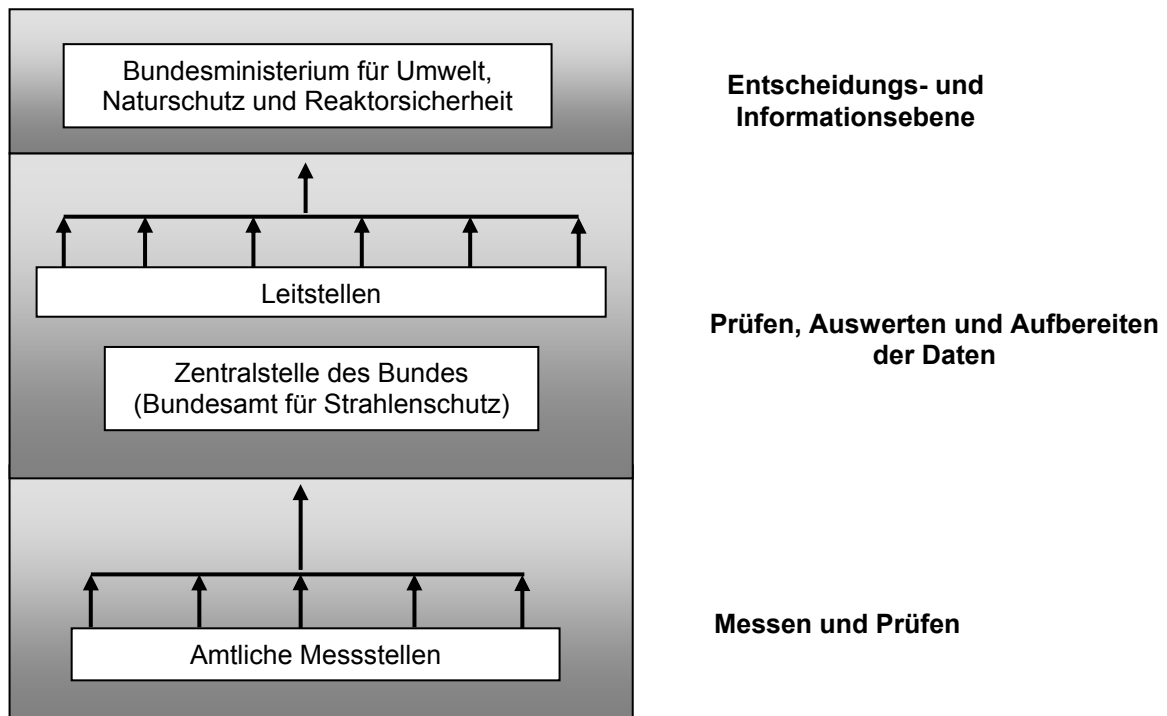 Bundesministerium für Umwelt,
Naturschutz und Reaktorsicherheit
Entscheidungs- und
Informationsebene
Leitstellen
Zentralstelle des Bundes
(Bundesamt für Strahlenschutz)
Prüfen, Auswerten und Aufbereiten
der Daten
Amtliche Messstellen
Messen und Prüfen